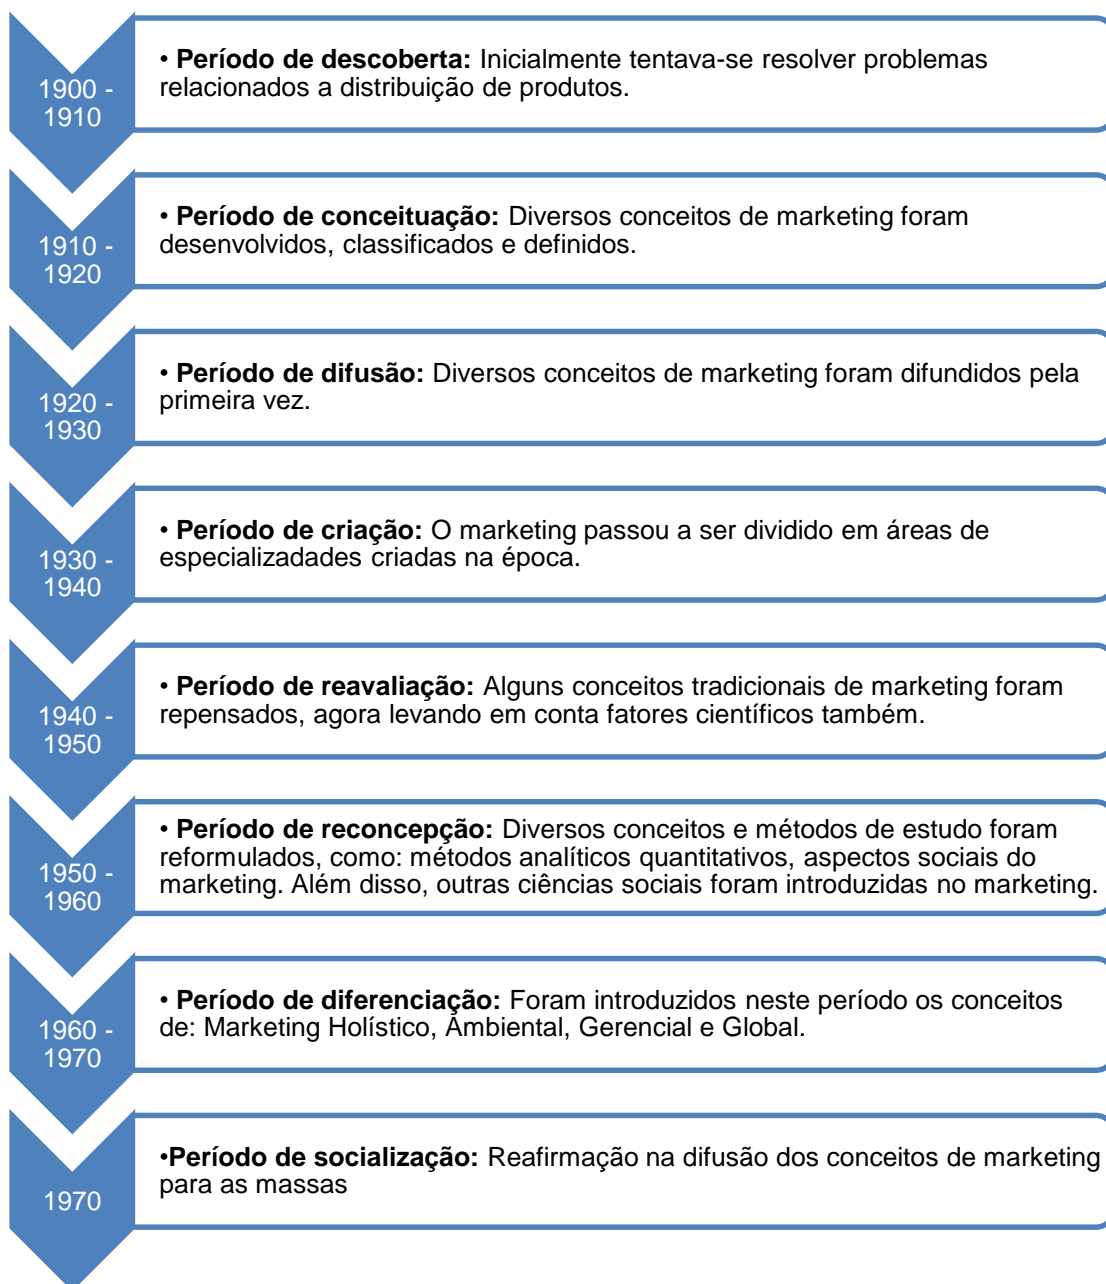 1900 -
1910
• Período de descoberta: Inicialmente tentava-se resolver problemas
relacionados a distribuição de produtos.
1910 -
1920
• Período de conceituação: Diversos conceitos de marketing foram
desenvolvidos, classificados e definidos.
1920 -
1930
• Período de difusão: Diversos conceitos de marketing foram difundidos pela
primeira vez.
1930 -
1940
• Período de criação: O marketing passou a ser dividido em áreas de
especializadades criadas na época.
1940 -
1950
• Período de reavaliação: Alguns conceitos tradicionais de marketing foram
repensados, agora levando em conta fatores científicos também.
1950 -
1960
• Período de reconcepção: Diversos conceitos e métodos de estudo foram
reformulados, como: métodos analíticos quantitativos, aspectos sociais do
marketing. Além disso, outras ciências sociais foram introduzidas no marketing.
1960 -
1970
• Período de diferenciação: Foram introduzidos neste período os conceitos
de: Marketing Holístico, Ambiental, Gerencial e Global.
1970
•Período de socialização: Reafirmação na difusão dos conceitos de marketing
para as massas